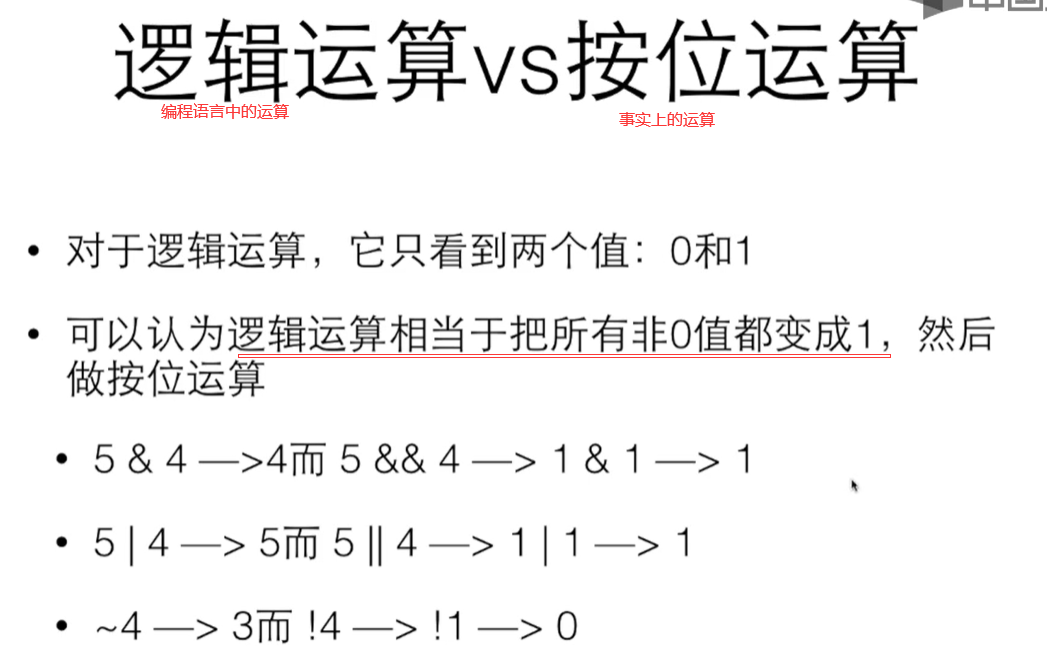 逻辑运算vs按位运算
编程语言中的运算
事实上的运算
• 对于逻辑运算，它只看到两个值：0和1
• 可以认为逻辑运算相当于把所有非0值都变成1，然后
做按位运算
• 5 & 4 —>4而 5 && 4 —> 1 & 1 —> 1
• 5 | 4 —> 5而 5 || 4 —> 1 | 1 —> 1
• ~4 —> 3而 !4 —> !1 —> 0